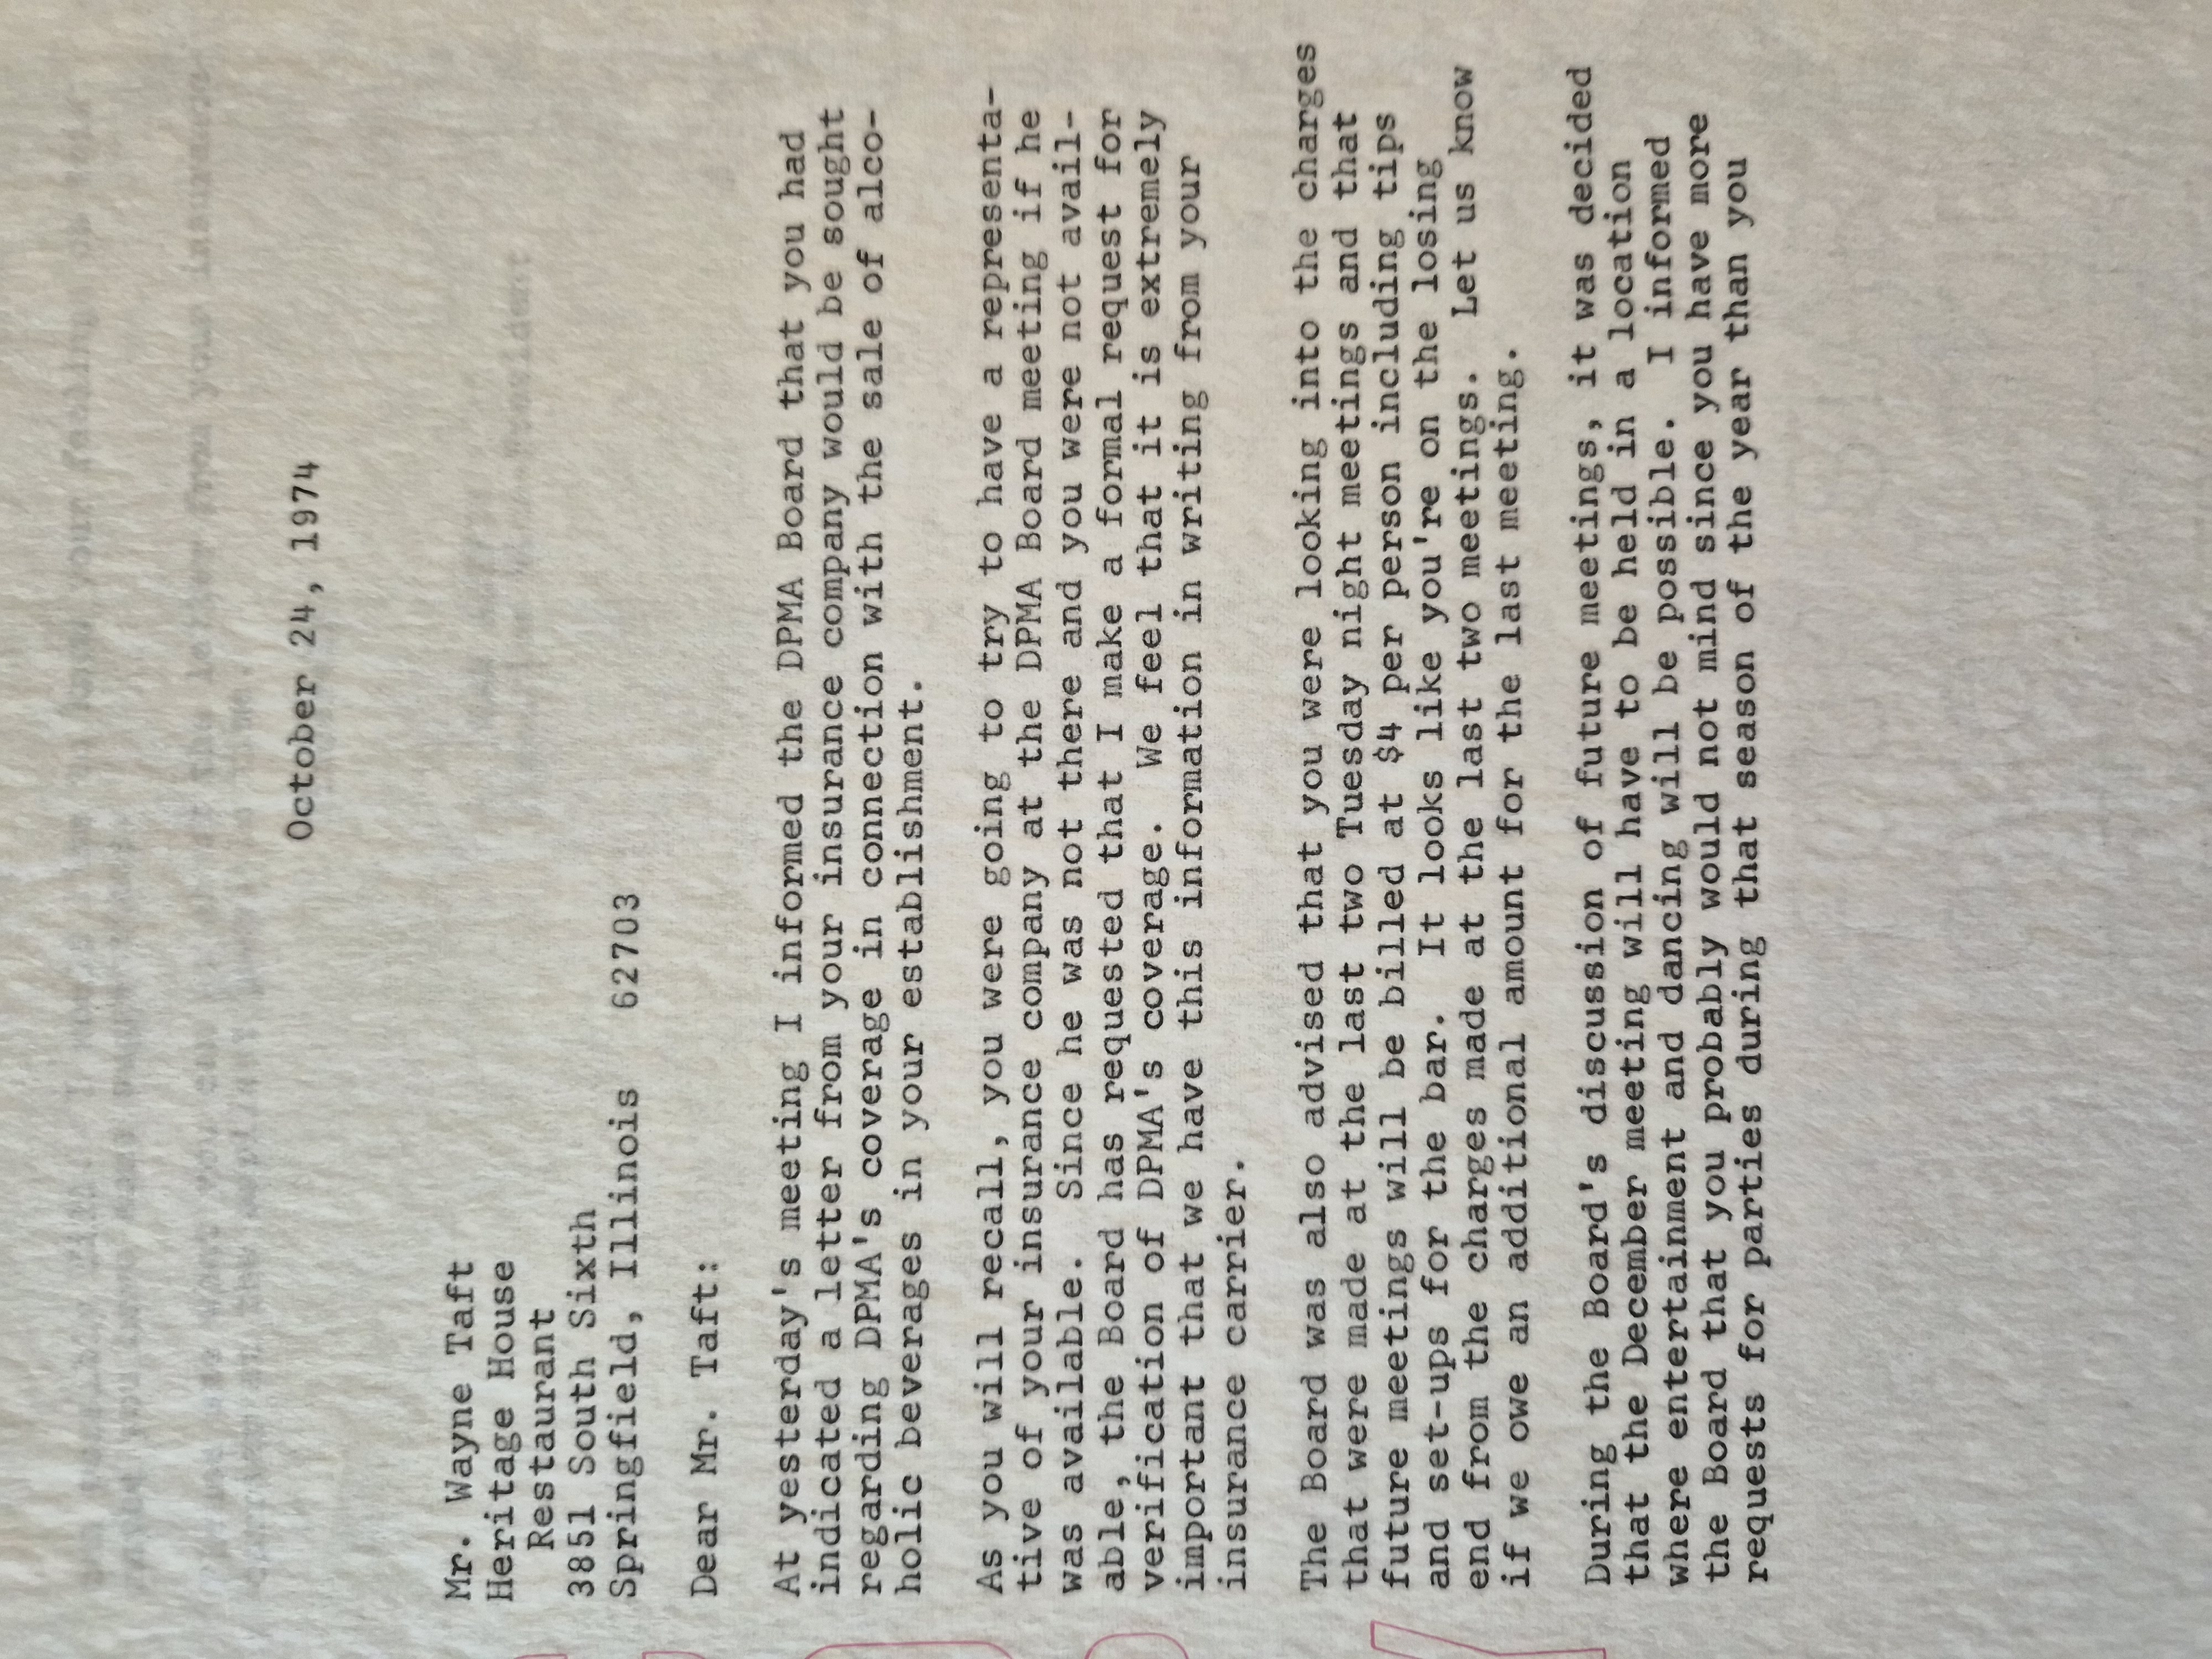 October 24, 1974
Mr. Wayne Taft
Heritage House
Restaurant
3851 South Sixth
Springfield, Illinois 62703
Dear Mr. Taft:
At yesterday's meeting I informed the DPMA Board that you had
indicated a letter from your insurance company would be sought
regarding DPMA's coverage in connection with the sale of alco-
holic beverages in your establishment.
As you will recall, you were going to try to have a representa-
tive of your insurance company at the DPMA Board meeting if he
was available. Since he was not there and you were not avail-
able, the Board has requested that I make a formal request for
verification of DPMA's coverage. We feel that it is extremely
important that we have this information in writing from your
insurance carrier.
The Board was also advised that you were looking into the charges
that were made at the last two Tuesday night meetings and that
future meetings will be billed at $4 per person including tips
and set-ups for the bar. It looks like you're on the losing
end from the charges made at the last two meetings. Let us know
if we owe an additional amount for the last meeting.
During the Board's discussion of future meetings, it was decided
that the December meeting will have to be held in a location
where entertainment and dancing will be possible. I informed
the Board that you probably would not mind since you have more
requests for parties during that season of the year than you